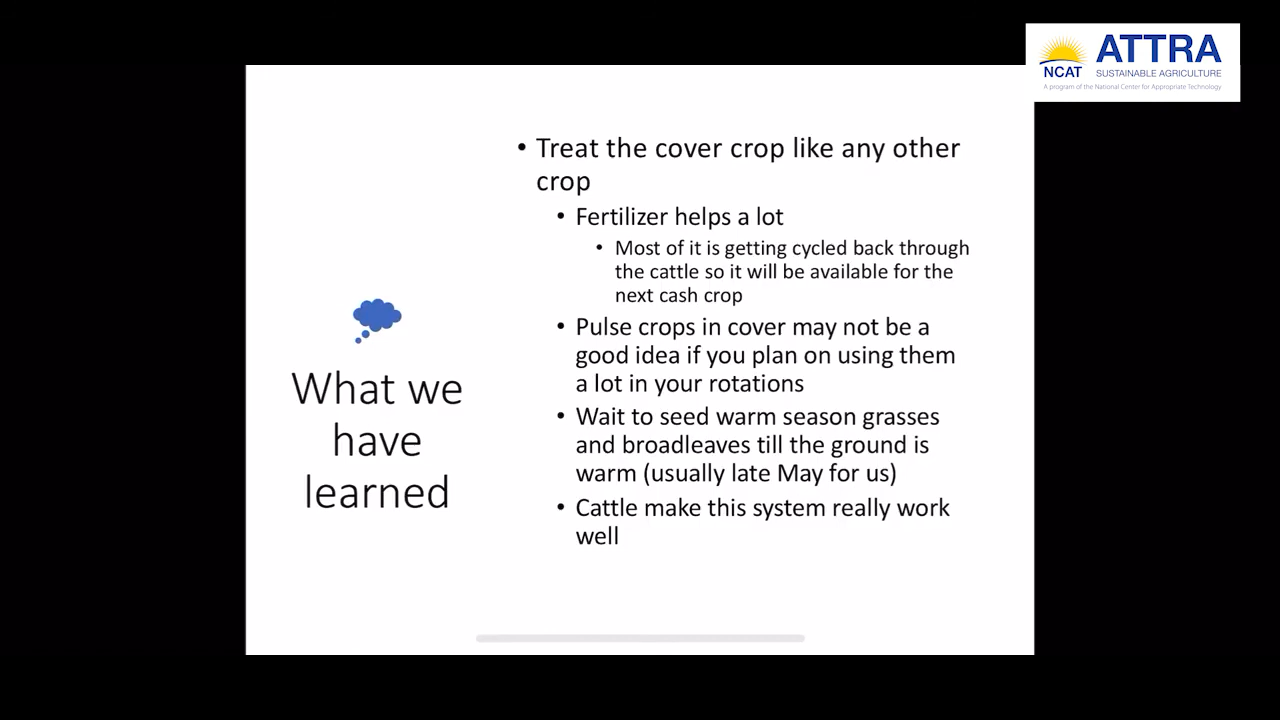 NCAT
ATTRA
SUSTAINABLE AGRICULTURE
A program of the National Center for Appropriate Technology
What we
have
learned
• Treat the cover crop like any other
crop
• Fertilizer helps a lot
• Most of it is getting cycled back through
the cattle so it will be available for the
next cash crop
• Pulse crops in cover may not be a
good idea if you plan on using them
a lot in your rotations
• Wait to seed warm season grasses
and broadleaves till the ground is
warm (usually late May for us)
• Cattle make this system really work
well